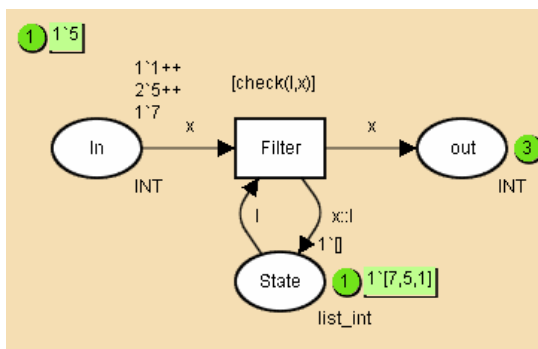 1 1`5
1`1++
2`5++
1`7
[check(l,x)]
x
x
In
Filter
out
3
INT
INT
l
x::l
1`[]
State
1 1`[7,5,1]
list_int